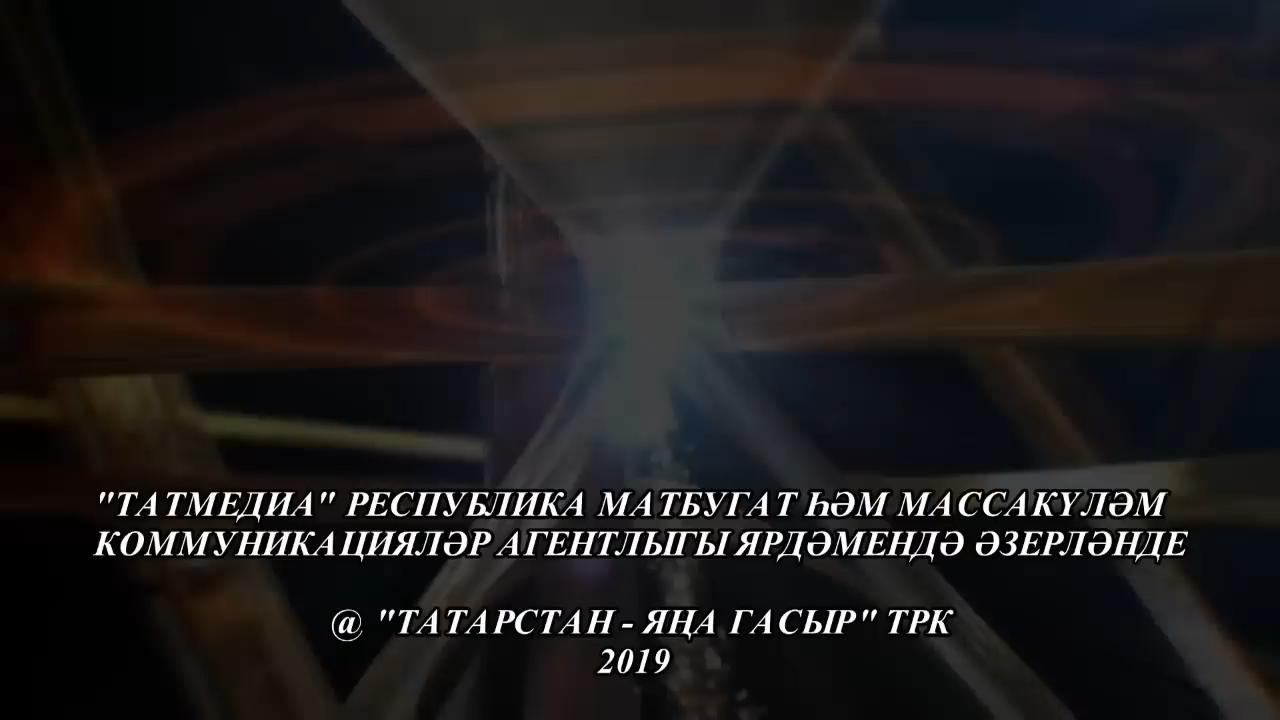 "ТАТМЕДИА" РЕСПУБЛИКА МАТБУГАТ ҺӘМ МАССАКҮЛӘМ
КОММУНИКАЦИЯЛӘР АГЕНТЛЫГЫ ЯРДӘМЕНДӘ ӘЗЕРЛӘНДЕ
@ "ТАТАРСТАН - ЯҢА ГАСЫР" ТРК
2019